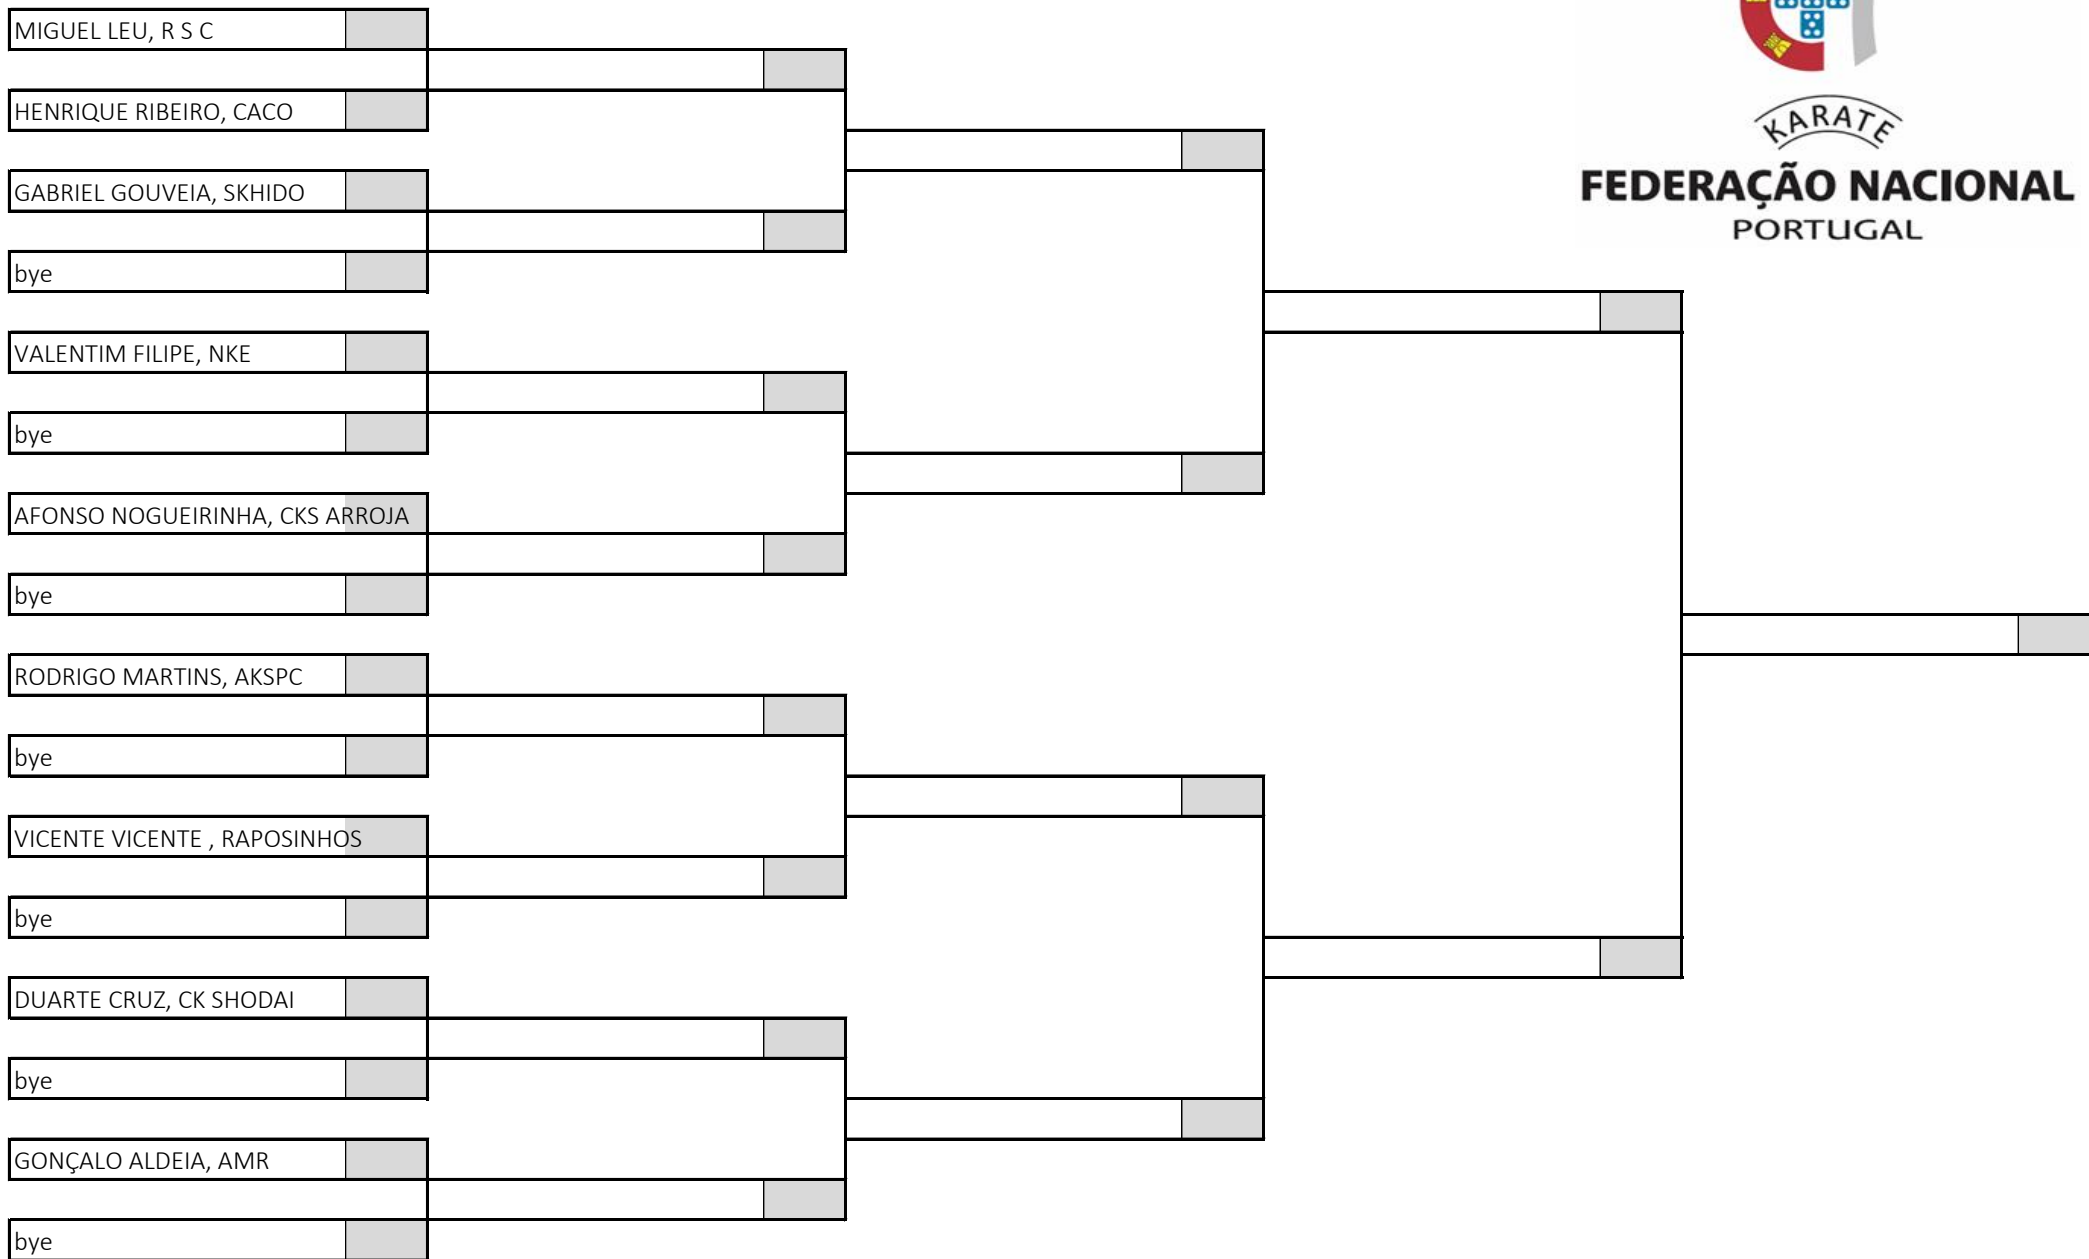 MIGUEL LEU, R S C
HENRIQUE RIBEIRO, CACO
GABRIEL GOUVEIA, SKHIDO
bye
VALENTIM FILIPE, NKE
bye
AFONSO NOGUEIRINHA, CKS ARROJA
bye
RODRIGO MARTINS, AKSPC
bye
VICENTE VICENTE , RAPOSINHOS
bye
DUARTE CRUZ, CK SHODAI
bye
GONÇALO ALDEIA, AMR
bye
KARATE
FEDERAÇÃO NACIONAL
PORTUGAL